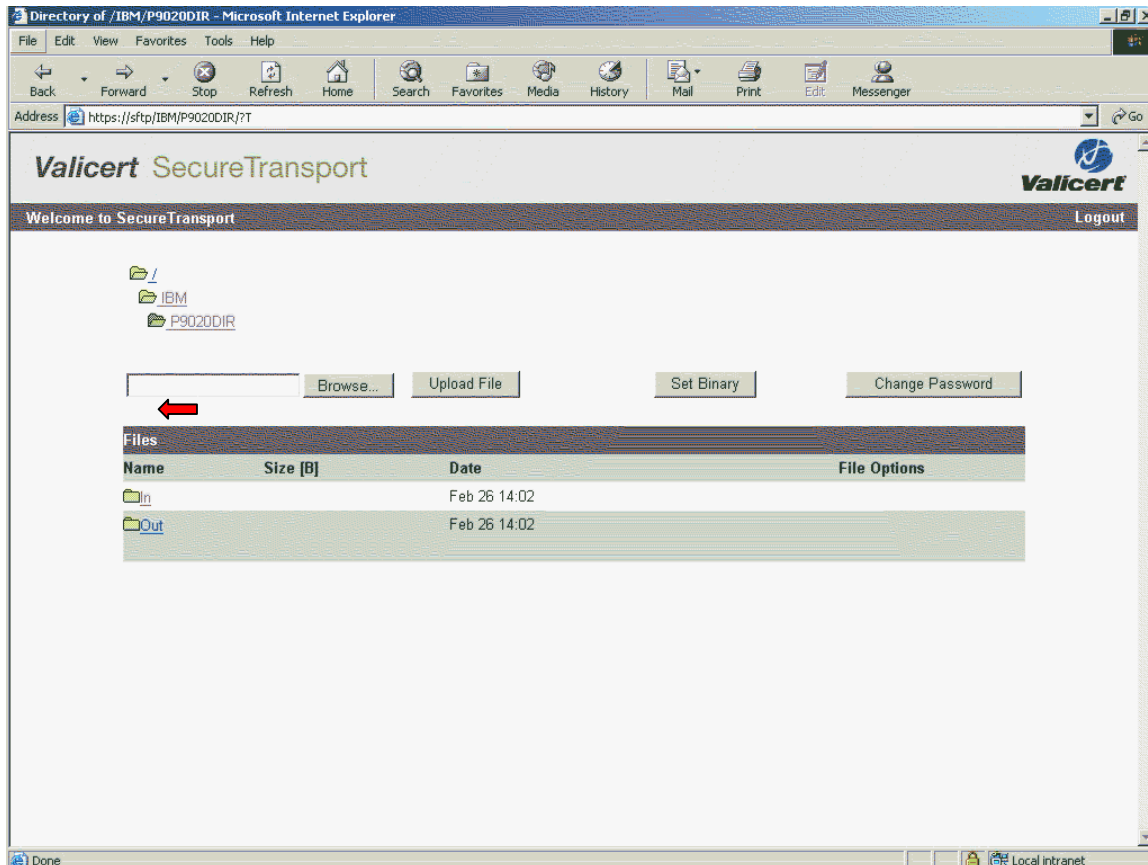 Directory of /IBM/P9020DIR - Microsoft Internet Explorer
File Edit View Favorites Tools Help
Back Forward Stop Refresh Home Search Favorites Media History Mail Print Edit Messenger
Address https://sftp/IBM/P9020DIR/?T Go
Valicert SecureTransport
Valicert
Welcome to SecureTransport Logout
/
IBM
P9020DIR
Browse... Upload File Set Binary Change Password
Files
Name Size [B] Date File Options
In Feb 26 14:02
Out Feb 26 14:02
Done Local intranet